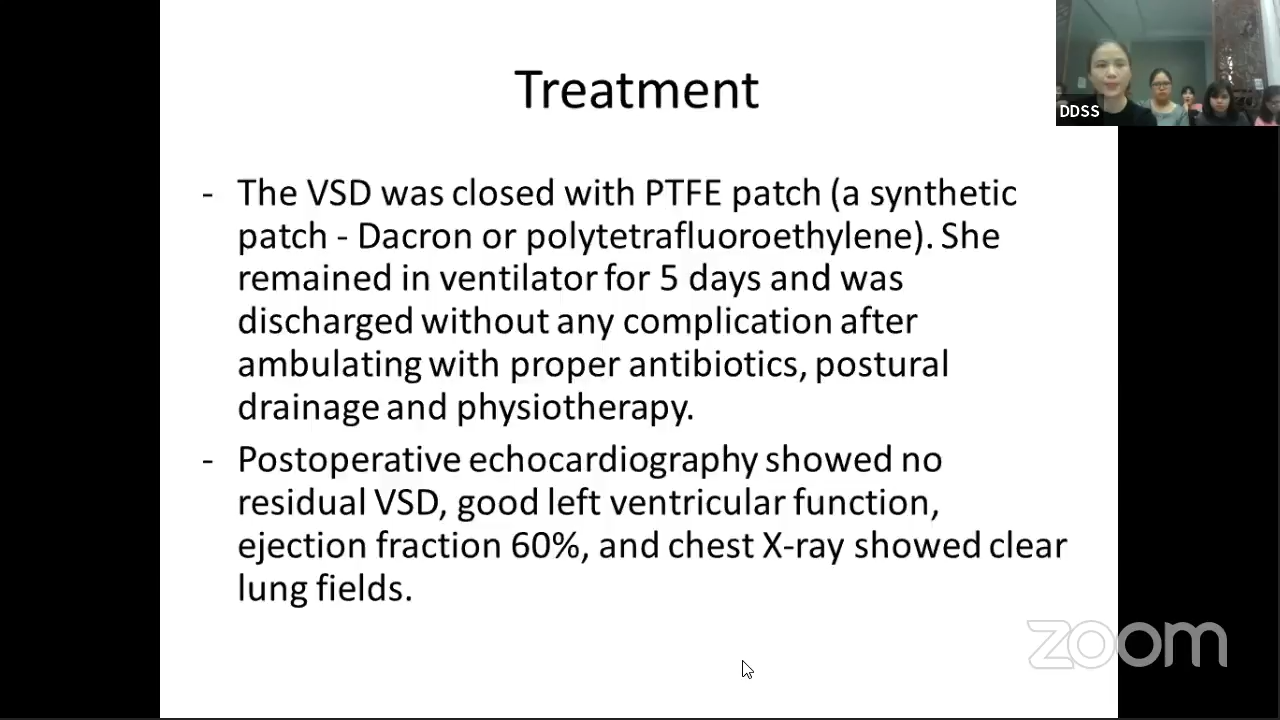 Treatment
DDSS
- The VSD was closed with PTFE patch (a synthetic
patch - Dacron or polytetrafluoroethylene). She
remained in ventilator for 5 days and was
discharged without any complication after
ambulating with proper antibiotics, postural
drainage and physiotherapy.
- Postoperative echocardiography showed no
residual VSD, good left ventricular function,
ejection fraction 60%, and chest X-ray showed clear
lung fields.
zoom